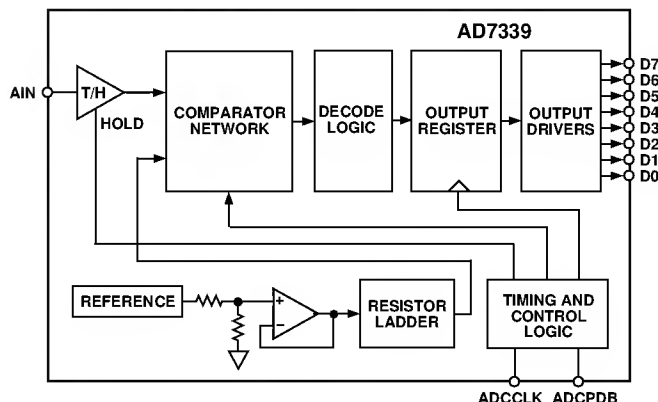 AD7339
AIN
T/H
HOLD
COMPARATOR
NETWORK
DECODE
LOGIC
OUTPUT
REGISTER
OUTPUT
DRIVERS
D7
D6
D5
D4
D3
D2
D1
D0
REFERENCE
+
−
RESISTOR
LADDER
TIMING AND
CONTROL
LOGIC
ADCCLK ADCPDB